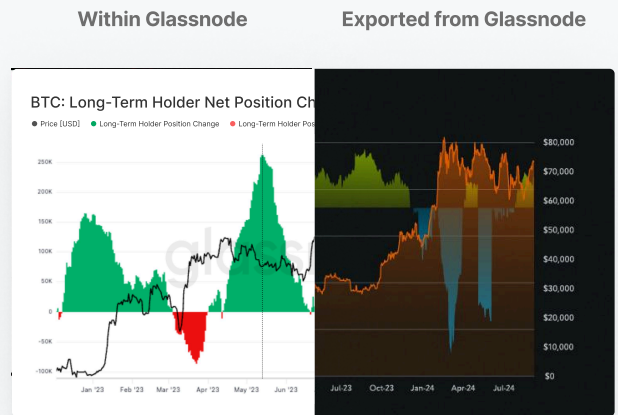 Within Glassnode
Exported from Glassnode
BTC: Long-Term Holder Net Position Ch
Price [USD] Long-Term Holder Position Change Long-Term Holder Pos
250K
200K
150K
100K
50K
0
-50K
-100K
glass
Jan '23 Feb '23 Mar '23 Apr '23 May '23 Jun '23
$80,000
$70,000
$60,000
$50,000
$40,000
$30,000
$20,000
$10,000
$0
Jul-23 Oct-23 Jan-24 Apr-24 Jul-24